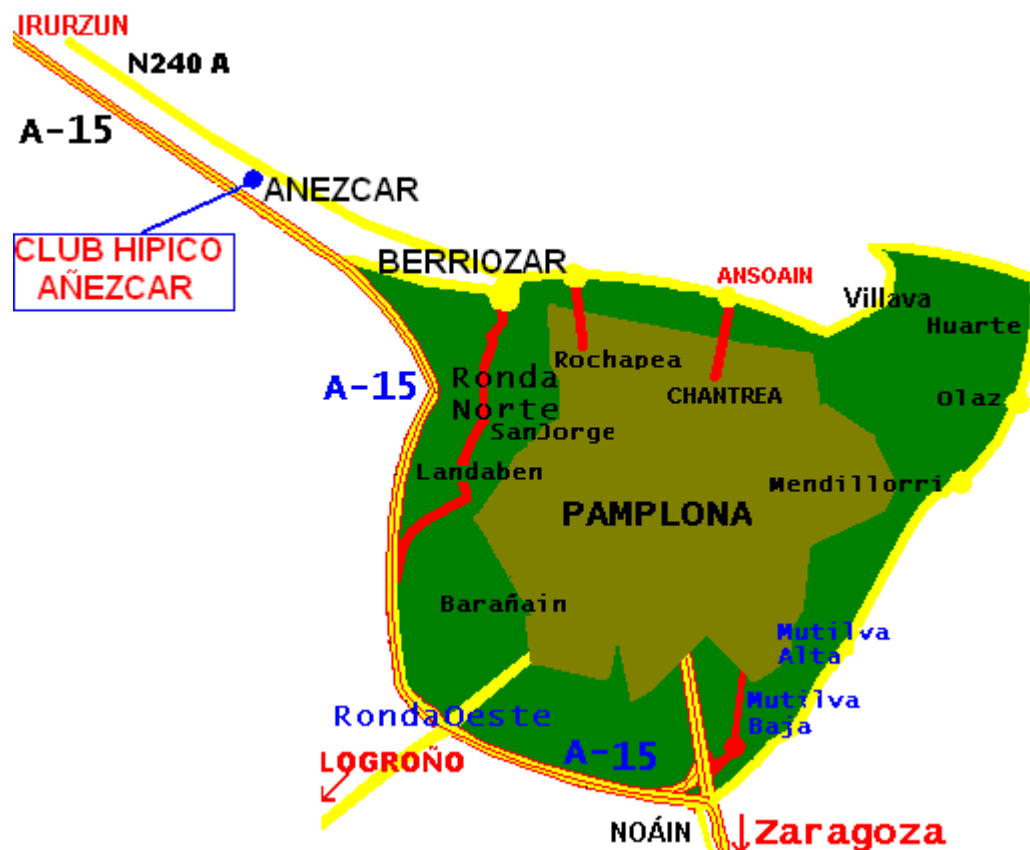 IRURZUN
N240 A
A-15
ANEZCAR
CLUB HIPICO
AÑEZCAR
BERRIOZAR
ANSOAIN
Villava
Huarte
Rochapea
A-15
Ronda
Norte
CHANTREA
Olaz
SanJorge
Landaben
Mendillorri
PAMPLONA
Barañain
Mutilva
Alta
Mutilva
Baja
RondaOeste
A-15
LOGROÑO
NOÁIN
Zaragoza